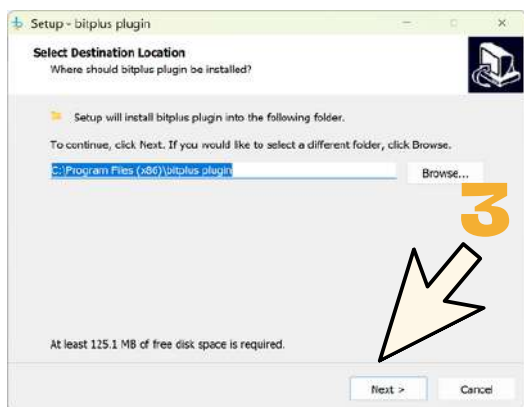 Setup - bitplus plugin
Select Destination Location
Where should bitplus plugin be installed?
Setup will install bitplus plugin into the following folder.
To continue, click Next. If you would like to select a different folder, click Browse.
C:\Program Files (x86)\bitplus plugin
Browse...
3
At least 125.1 MB of free disk space is required.
Next >
Cancel